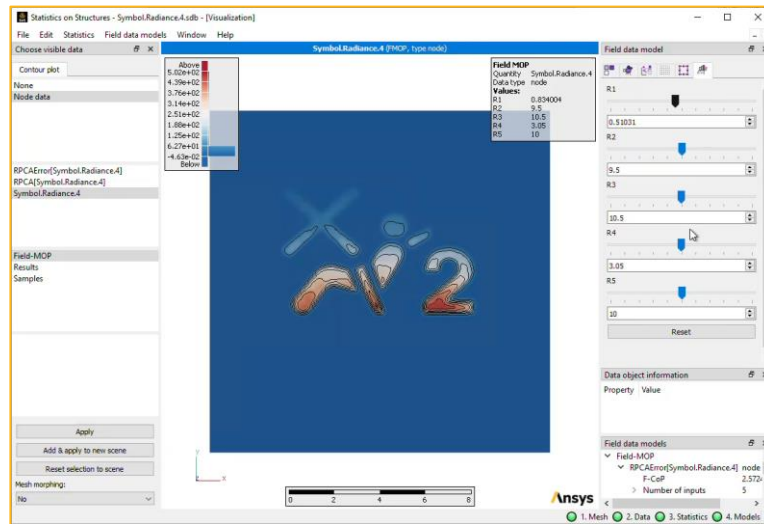 Statistics on Structures - Symbol.Radiance.4.sdb - [Visualization]
File Edit Statistics Field data models Window Help
Choose visible data
Contour plot
None
Node data
RPCAError[Symbol.Radiance.4]
RPCA[Symbol.Radiance.4]
Symbol.Radiance.4
Field-MOP
Results
Samples
Apply
Add & apply to new scene
Reset selection to scene
Mesh morphing:
No
Symbol.Radiance.4 (FMOP, type node)
Above
5.02e+02
4.39e+02
3.76e+02
3.14e+02
2.51e+02
1.88e+02
1.25e+02
6.27e+01
-4.63e-02
Below
Field MOP
Quantity Symbol.Radiance.4
Data type node
Values:
R1 0.834004
R2 9.5
R3 10.5
R4 3.05
R5 10
2
y
x
0 2 4 6 8
Ansys
Field data model
R1
0.51031
R2
9.5
R3
10.5
R4
3.05
R5
10
Reset
Data object information
Property Value
Field data models
Field-MOP
RPCAError[Symbol.Radiance.4] node
F-CoP 2.572
Number of inputs 5
1. Mesh 2. Data 3. Statistics 4. Models